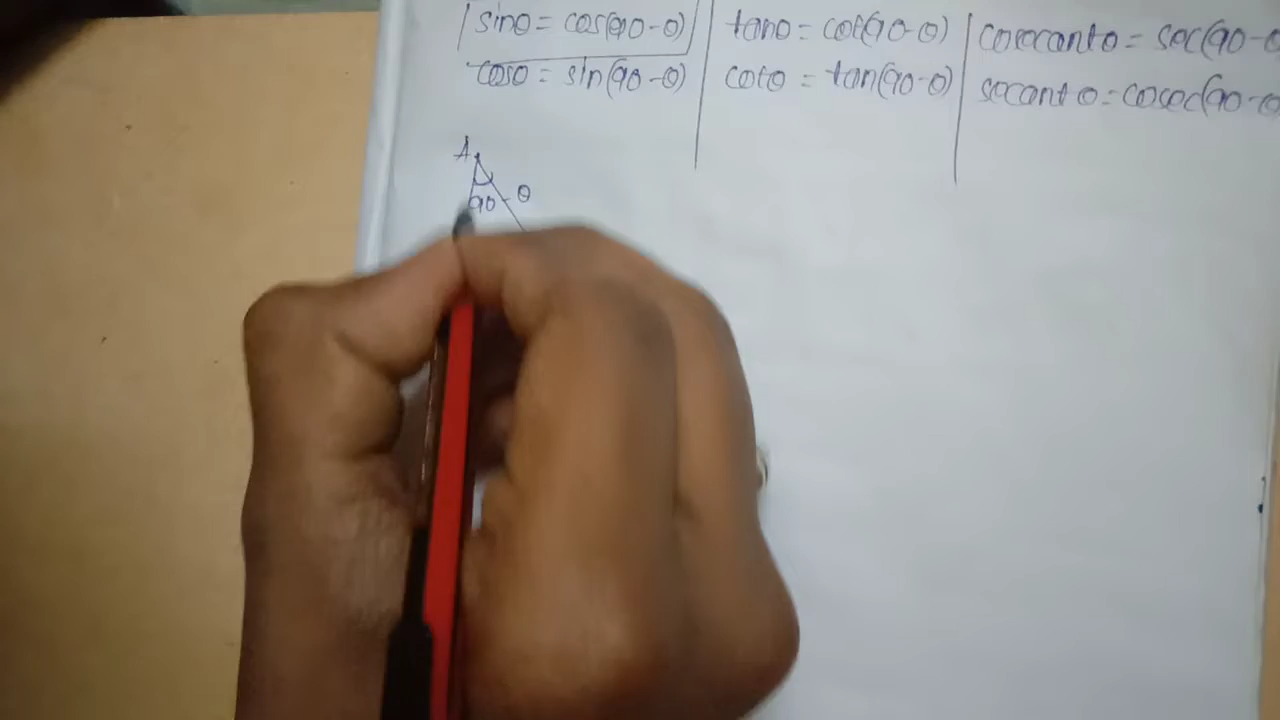 sinθ = cos(90-θ)
cosθ = sin(90-θ)
tanθ = cot(90-θ)
cotθ = tan(90-θ)
cosecantθ = sec(90-θ
secantθ = cosec(90-θ
A
90-θ